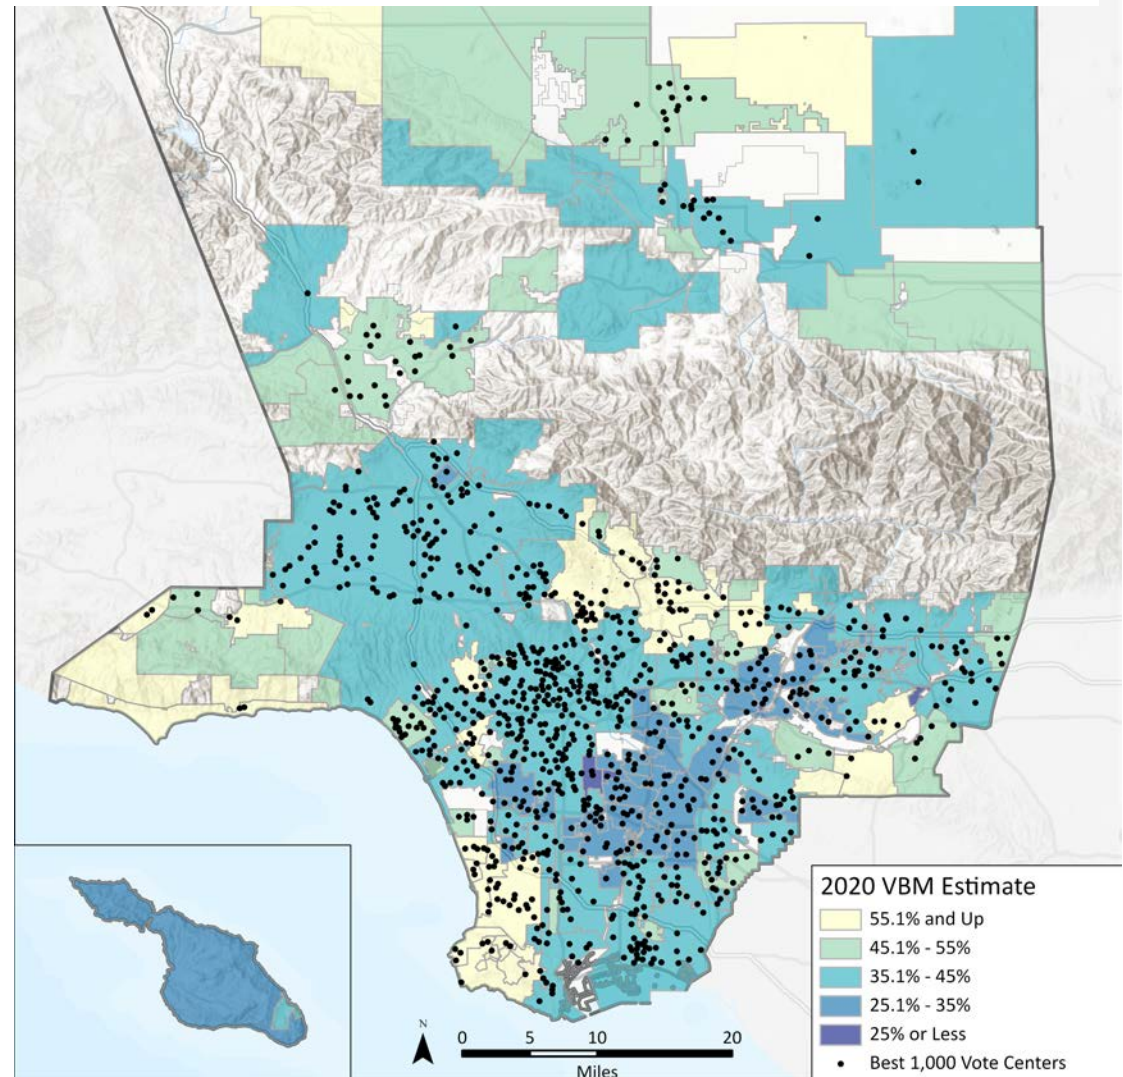 2020 VBM Estimate
55.1% and Up
45.1% - 55%
35.1% - 45%
25.1% - 35%
25% or Less
Best 1,000 Vote Centers
N
0 5 10 20
Miles